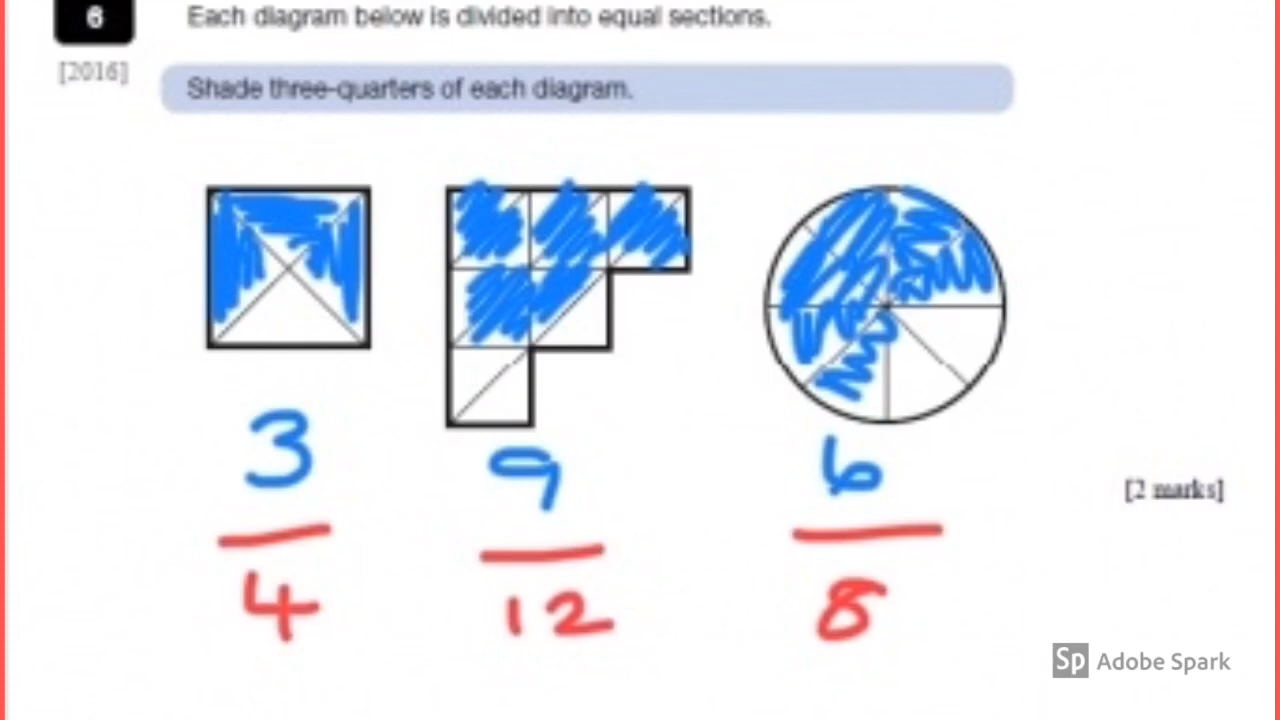 6
Each diagram below is divided into equal sections.
[2016]
Shade three-quarters of each diagram.
3 9 6
4 12 8
[2 marks]
Sp Adobe Spark